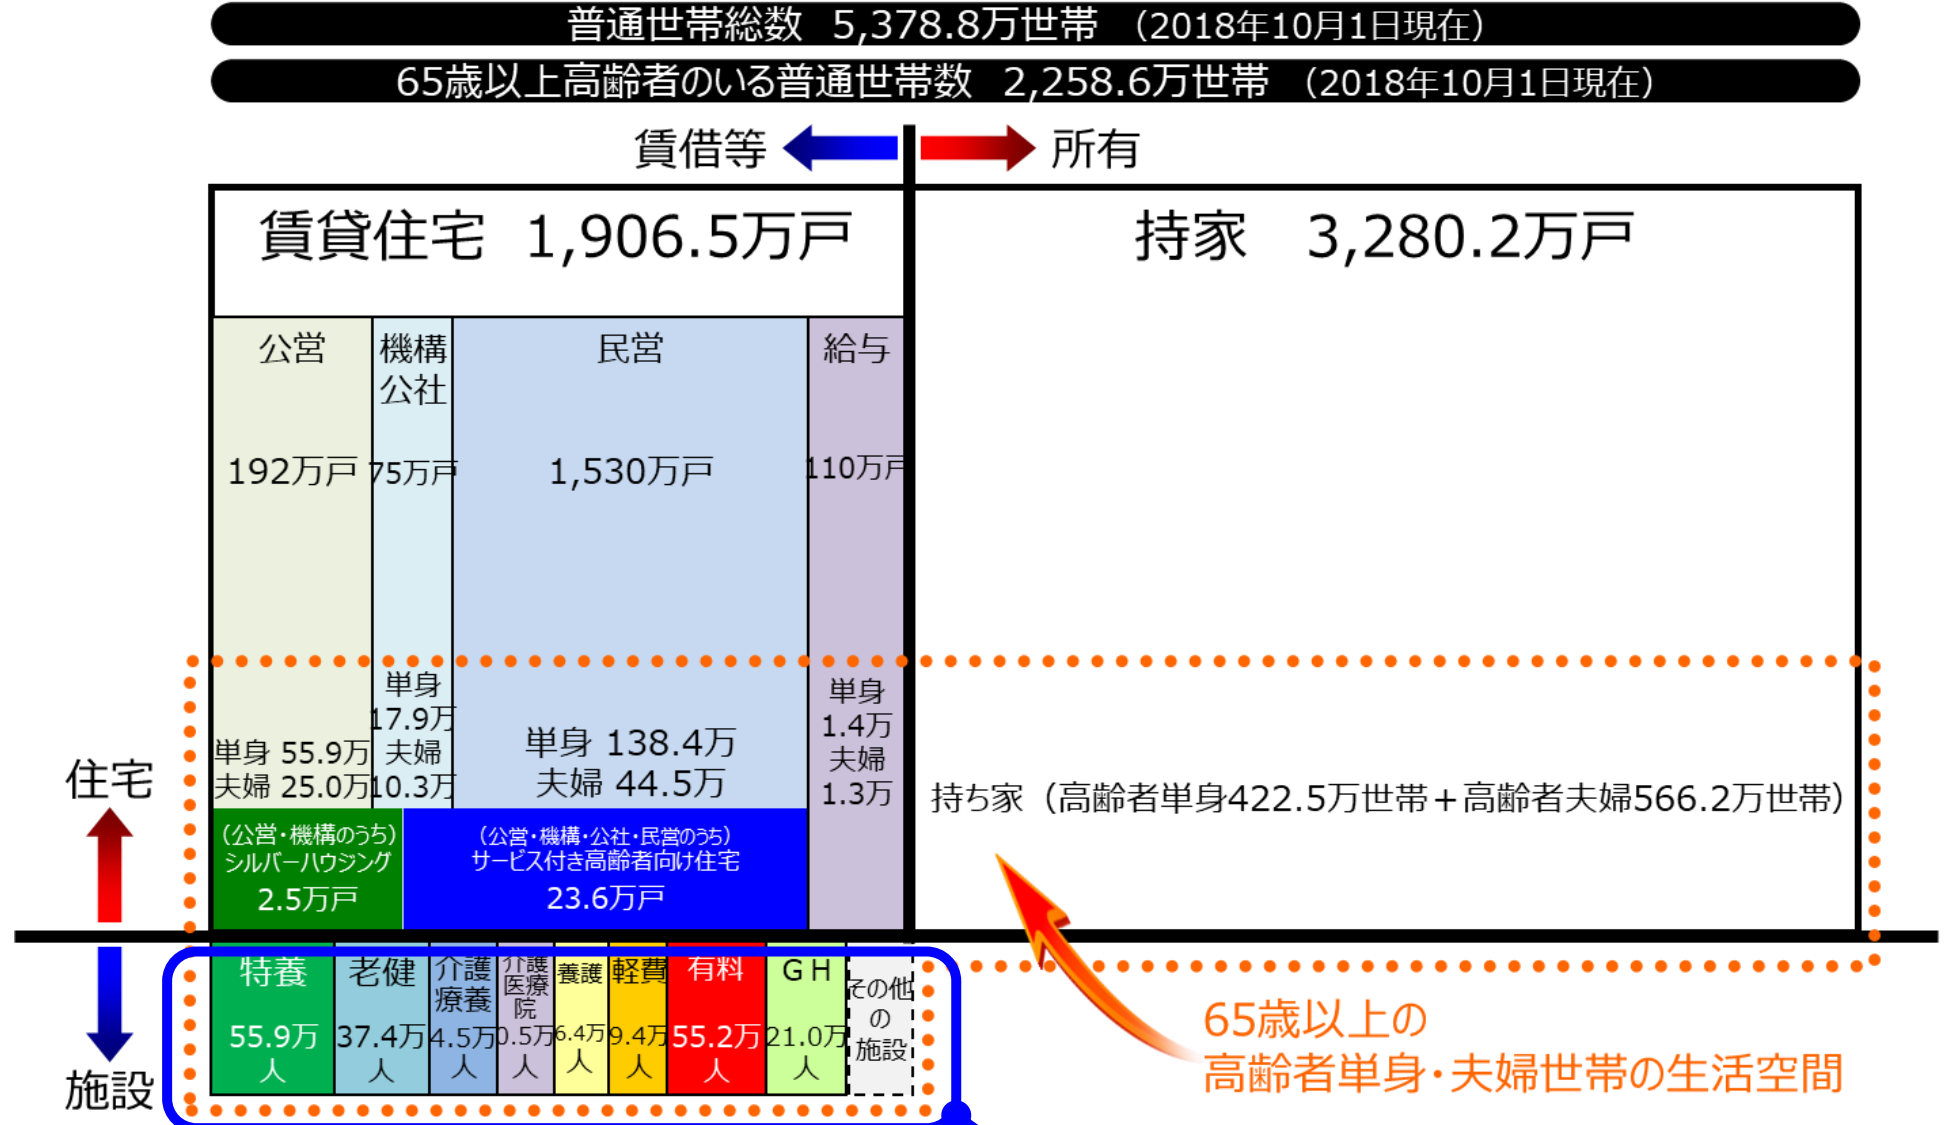 普通世帯総数 5,378.8万世帯 （2018年10月1日現在）
65歳以上高齢者のいる普通世帯数 2,258.6万世帯 （2018年10月1日現在）
賃借等
所有
賃貸住宅 1,906.5万戸
持家 3,280.2万戸
公営
192万戸
単身 55.9万
夫婦 25.0万
機構
公社
75万戸
単身
17.9万
夫婦
10.3万
民営
1,530万戸
単身 138.4万
夫婦 44.5万
給与
110万戸
単身
1.4万
夫婦
1.3万
持ち家（高齢者単身422.5万世帯＋高齢者夫婦566.2万世帯）
（公営・機構のうち）
シルバーハウジング
2.5万戸
（公営・機構・公社・民営のうち）
サービス付き高齢者向け住宅
23.6万戸
住宅
施設
特養
55.9万
人
老健
37.4万
人
介護
療養
4.5万
人
介護
医療
院
0.5万
人
養護
6.4万
人
軽費
9.4万
人
有料
55.2万
人
ＧＨ
21.0万
人
その他
の
施設
65歳以上の
高齢者単身・夫婦世帯の生活空間